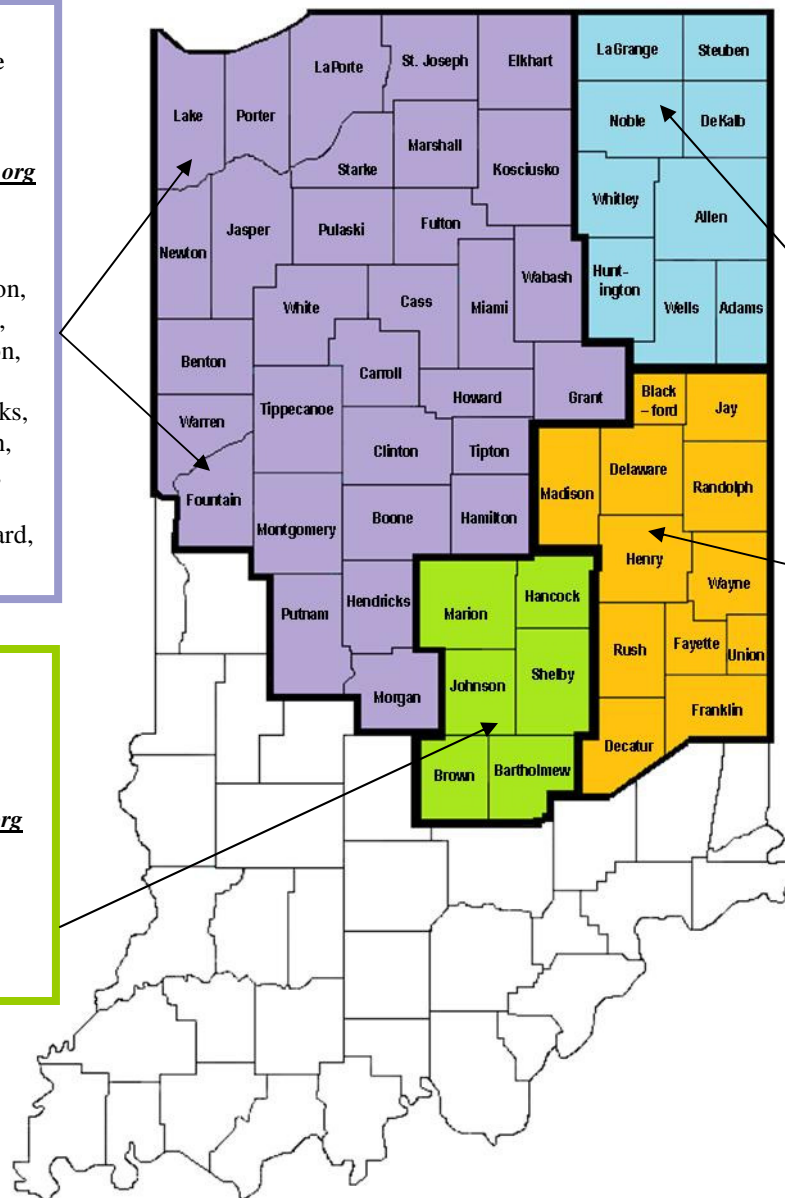 e
org
on,
,
on,
ks,
n,
ard,
rg
LaGrange
Steuben
LaPorte
St. Joseph
Elkhart
Lake
Porter
Noble
DeKalb
Marshall
Starke
Kosciusko
Whitley
Allen
Jasper
Pulaski
Fulton
Newton
Wabash
Hunt-
ington
White
Cass
Miami
Wells
Adams
Benton
Carroll
Howard
Grant
Black
– ford
Jay
Warren
Tippecanoe
Clinton
Tipton
Delaware
Madison
Randolph
Fountain
Montgomery
Boone
Hamilton
Henry
Wayne
Putnam
Hendricks
Marion
Hancock
Rush
Fayette
Union
Morgan
Johnson
Shelby
Franklin
Decatur
Brown
Bartholmew